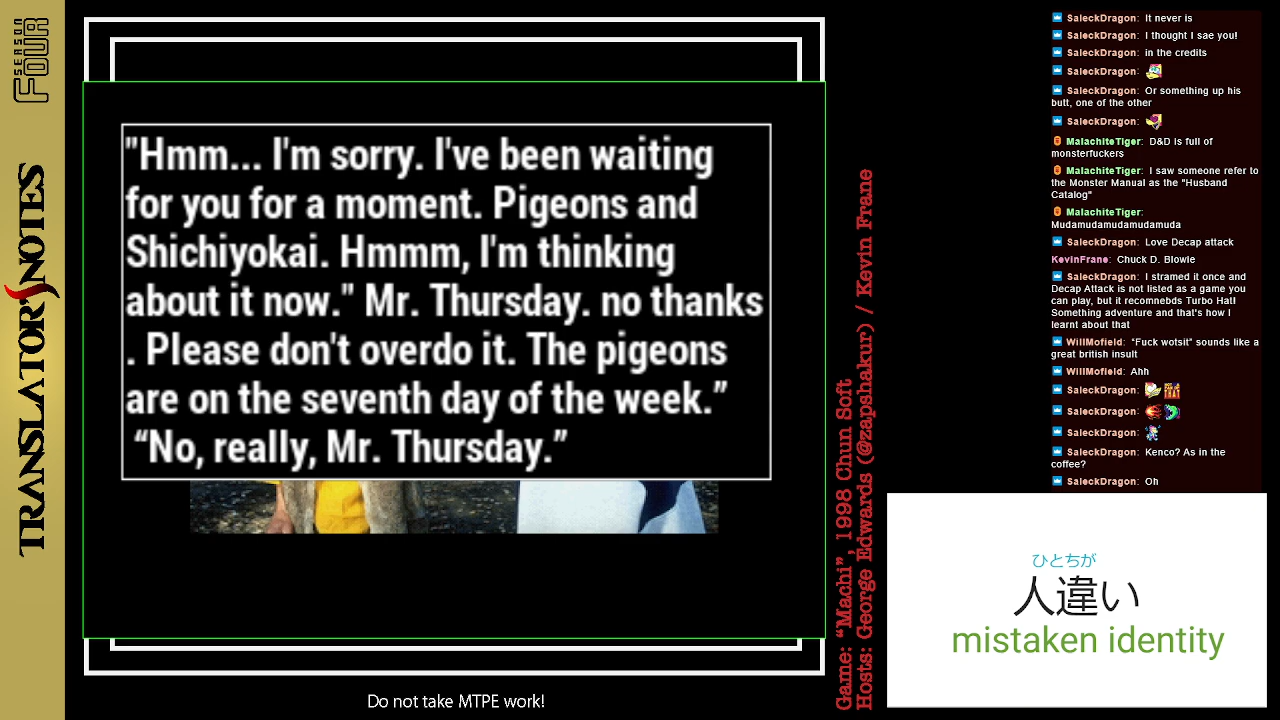 SEASON
FOUR
TRANSLATOR'S NOTES
"Hmm... I'm sorry. I've been waiting
for you for a moment. Pigeons and
Shichiyokai. Hmmm, I'm thinking
about it now." Mr. Thursday. no thanks
. Please don't overdo it. The pigeons
are on the seventh day of the week.”
“No, really, Mr. Thursday.”
Do not take MTPE work!
Game: “Machi”, 1998 Chun Soft
Hosts: George Edwards (@zapshakur) / Kevin Frane
SaleckDragon: It never is
SaleckDragon: I thought I sae you!
SaleckDragon: in the credits
SaleckDragon:
SaleckDragon: Or something up his
butt, one of the other
SaleckDragon:
MalachiteTiger: D&D is full of
monsterfuckers
MalachiteTiger: I saw someone refer to
the Monster Manual as the "Husband
Catalog"
MalachiteTiger:
Mudamudamudamudamuda
SaleckDragon: Love Decap attack
KevinFrane: Chuck D. Blowie
SaleckDragon: I stramed it once and
Decap Attack is not listed as a game you
can play, but it recomnebds Turbo Hall
Something adventure and that's how I
learnt about that
WillMofield: "Fuck wotsit" sounds like a
great british insult
WillMofield: Ahh
SaleckDragon:
SaleckDragon:
SaleckDragon:
SaleckDragon: Kenco? As in the
coffee?
SaleckDragon: Oh
ひとちが
人違い
mistaken identity